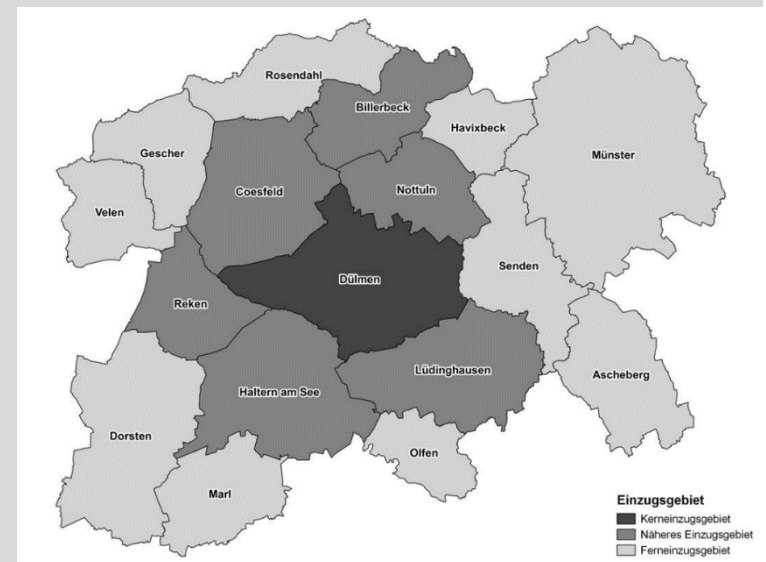 Rosendahl
Billerbeck
Havixbeck
Gescher
Münster
Coesfeld
Nottuln
Velen
Senden
Dülmen
Reken
Lüdinghausen
Ascheberg
Haltern am See
Dorsten
Olfen
Marl
Einzugsgebiet
Kerneinzugsgebiet
Näheres Einzugsgebiet
Ferneinzugsgebiet